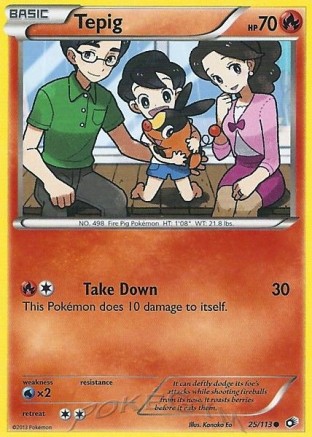 BASIC
Tepig
HP70
NO. 498 Fire Pig Pokémon HT: 1'08" WT: 21.8 lbs.
Take Down 30
This Pokémon does 10 damage to itself.
weakness resistance
×2
retreat
It can deftly dodge its foe's
attacks while shooting fireballs
from its nose. It roasts berries
before it eats them.
©2013 Pokémon
Illus. Kanako Eo
25/113